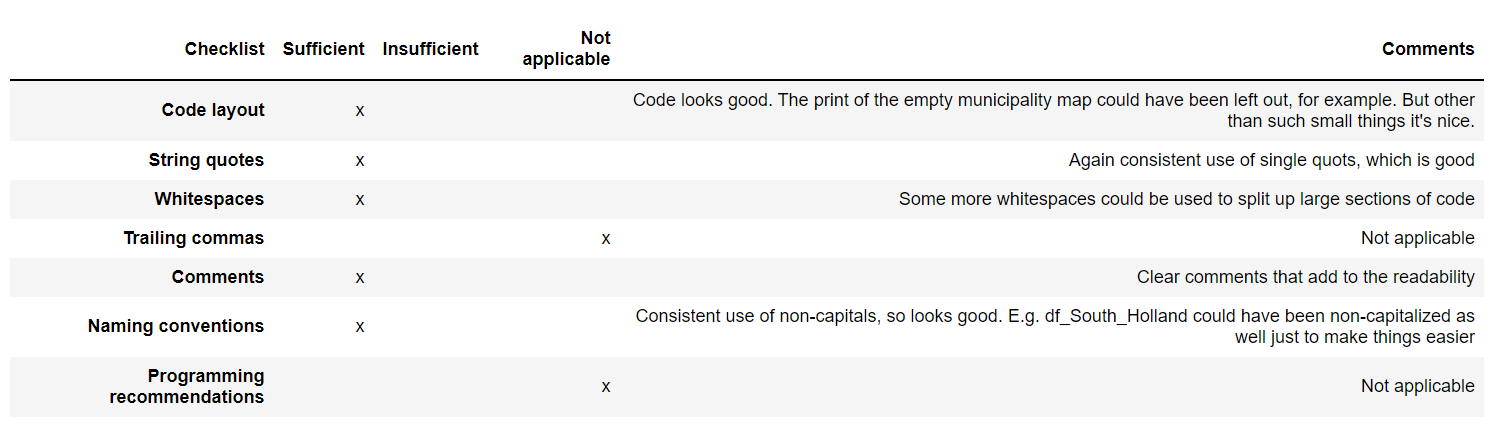 Checklist Sufficient Insufficient Not applicable Comments
Code layout x Code looks good. The print of the empty municipality map could have been left out, for example. But other
than such small things it's nice.
String quotes x Again consistent use of single quots, which is good
Whitespaces x Some more whitespaces could be used to split up large sections of code
Trailing commas x Not applicable
Comments x Clear comments that add to the readability
Naming conventions x Consistent use of non-capitals, so looks good. E.g. df_South_Holland could have been non-capitalized as
well just to make things easier
Programming
recommendations x Not applicable